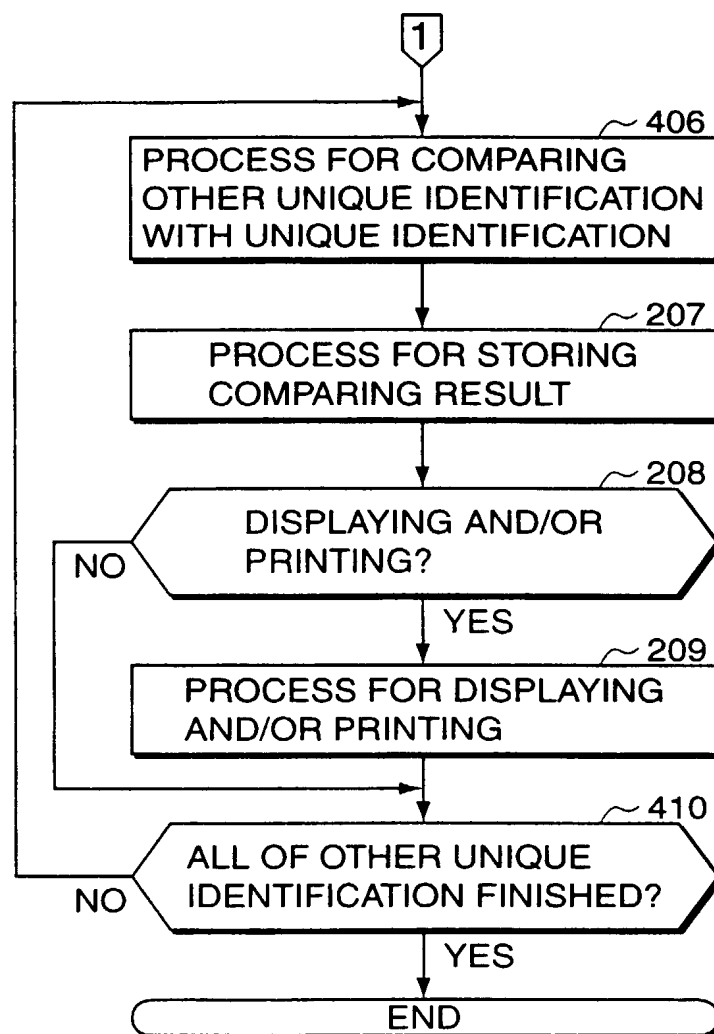 1
406
PROCESS FOR COMPARING
OTHER UNIQUE IDENTIFICATION
WITH UNIQUE IDENTIFICATION
207
PROCESS FOR STORING
COMPARING RESULT
208
DISPLAYING AND/OR
PRINTING?
NO
YES
209
PROCESS FOR DISPLAYING
AND/OR PRINTING
410
ALL OF OTHER UNIQUE
IDENTIFICATION FINISHED?
NO
YES
END